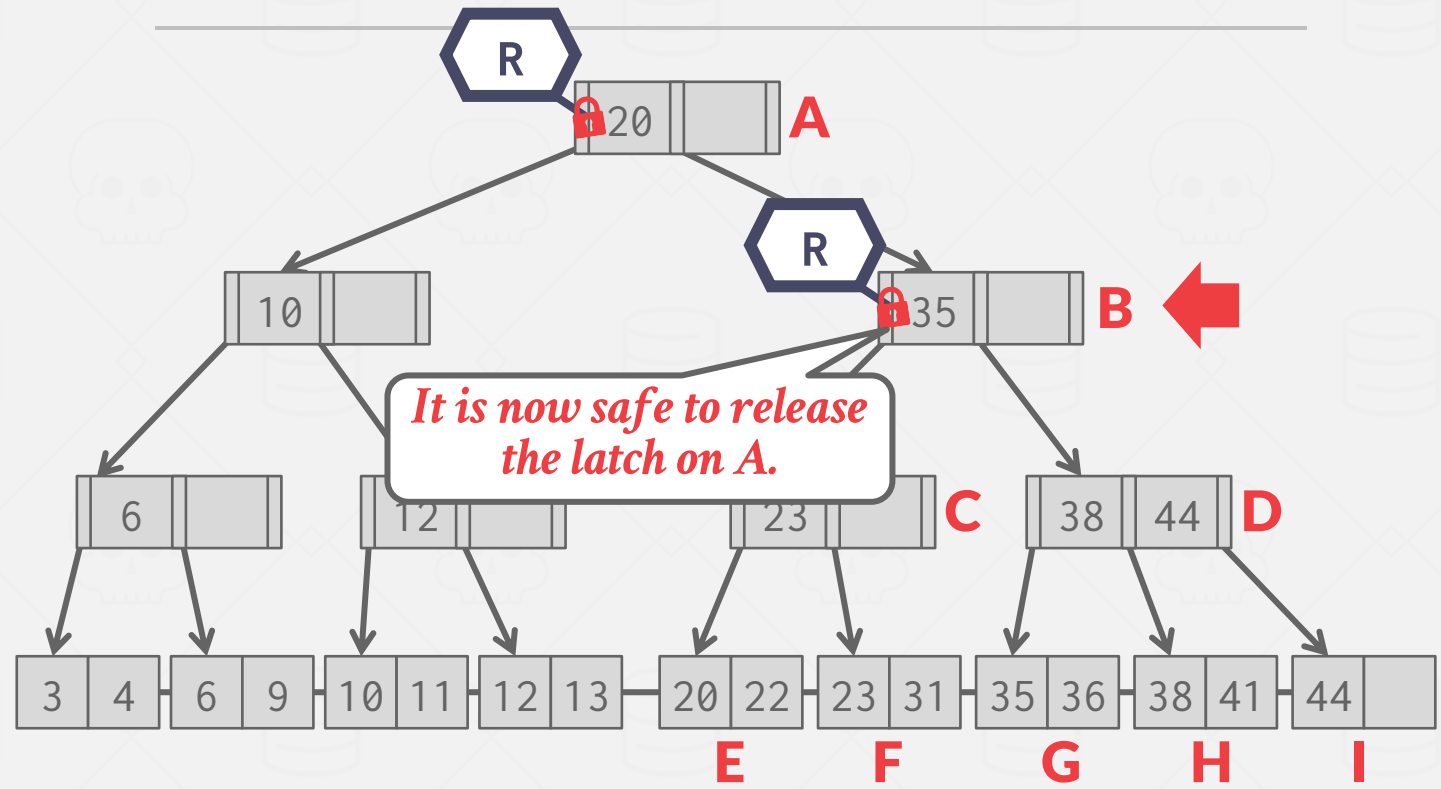 R
20 A
R
10 35 B
It is now safe to release
the latch on A.
6 12 23 C 38 44 D
3 4 6 9 10 11 12 13 20 22 23 31 35 36 38 41 44
E F G H I